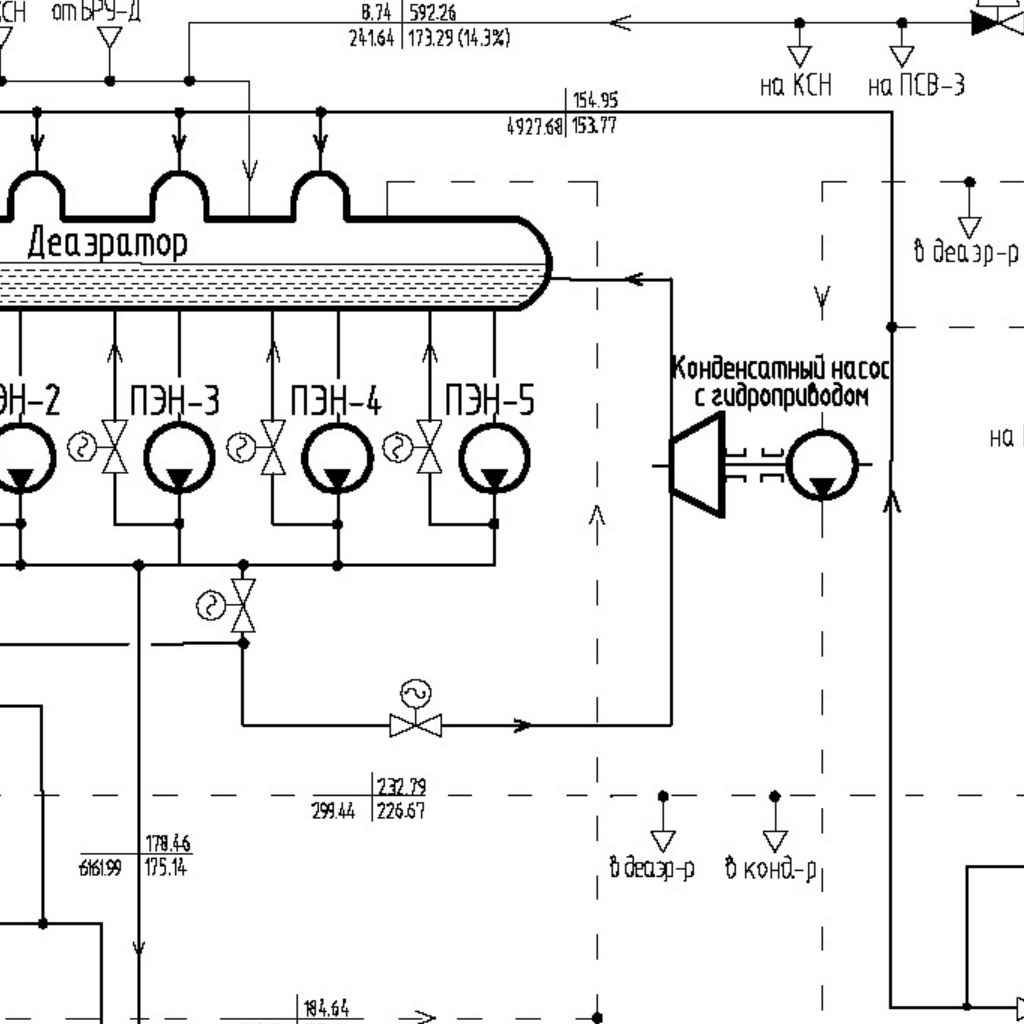 КСН
от БРУ-Д
8.74 592.26
241.64 173.29 (14.3%)
на КСН
на ПСВ-3
154.95
4927.68 153.77
Деаэратор
в деаэр-р
Конденсатный насос
с гидроприводом
ПЭН-2
ПЭН-3
ПЭН-4
ПЭН-5
на
232.79
299.44 226.67
178.46
6161.99 175.14
в деаэр-р
в конд-р
184.64